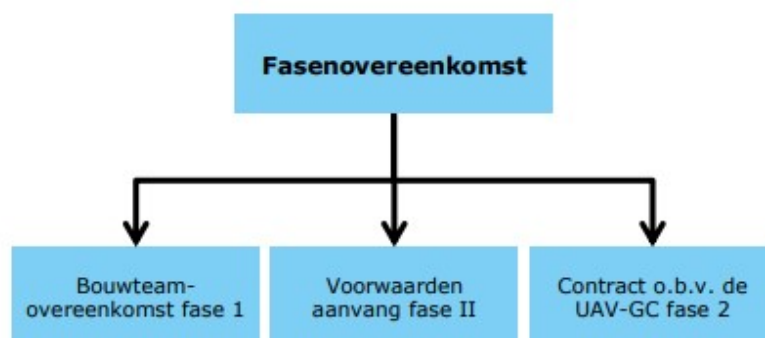 Fasenovereenkomst
Bouwteam-
overeenkomst fase 1
Voorwaarden
aanvang fase II
Contract o.b.v. de
UAV-GC fase 2